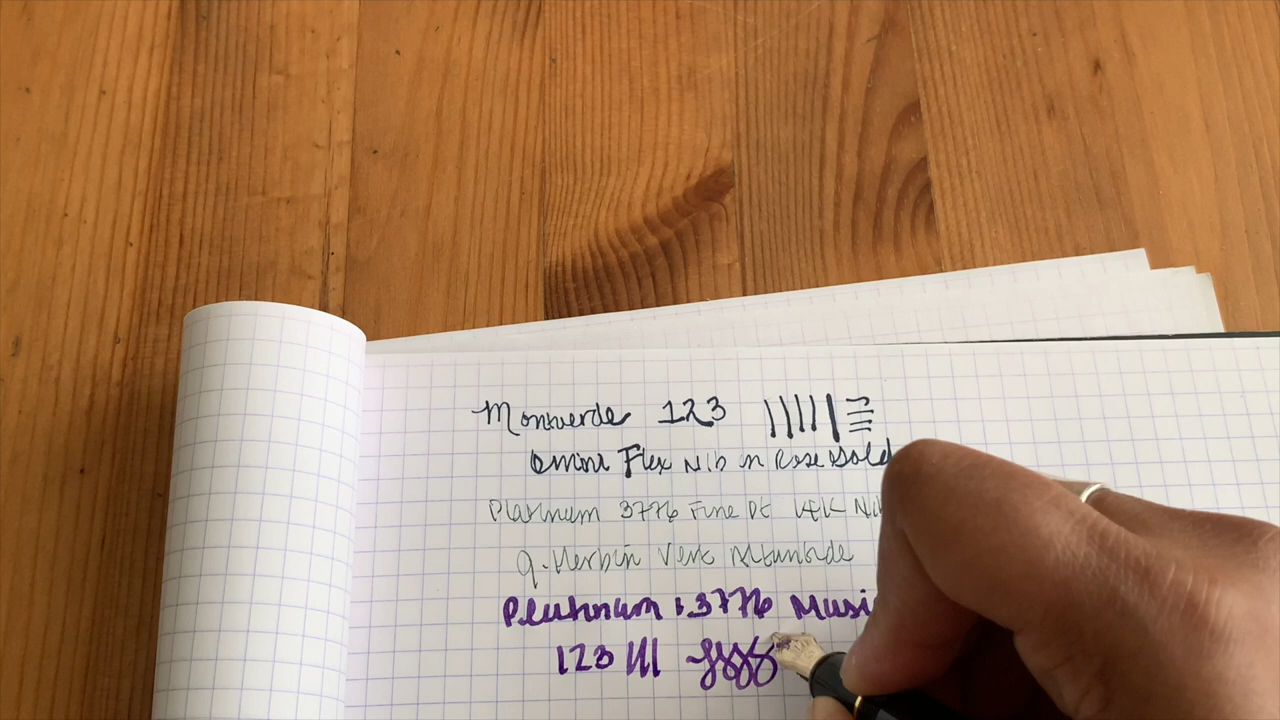 Monteverde 123
Omni Flex Nib in Rose Gold
Platinum 3776 Fine Pt 14K Nib
J. Herbin Vert
Platinum 3776 Musi
123